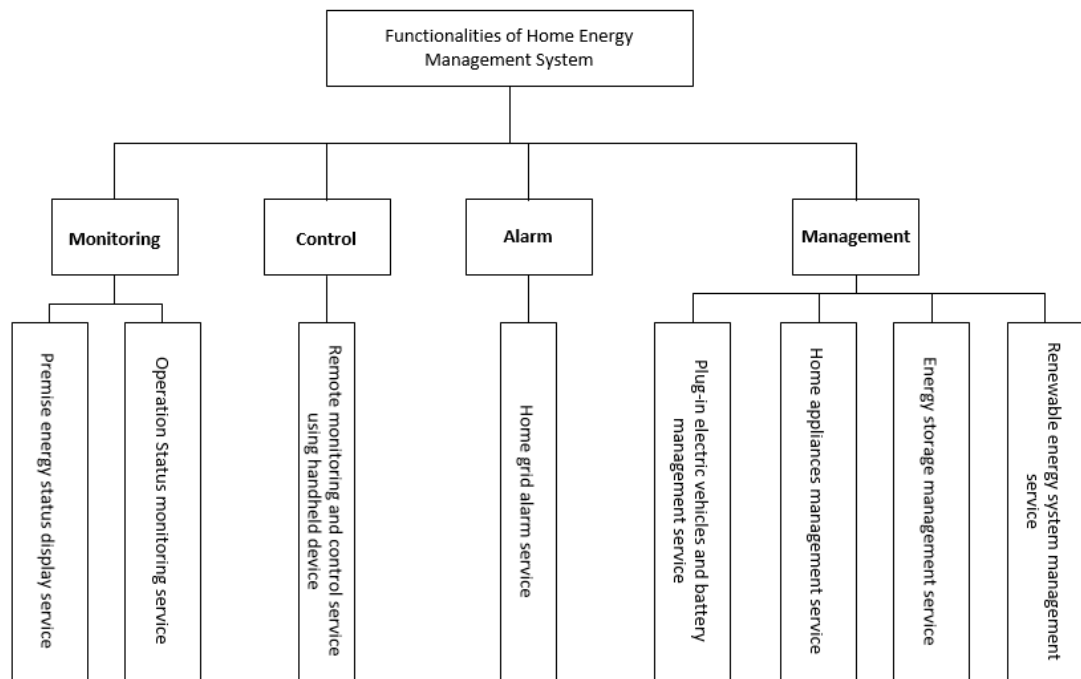 Functionalities of Home Energy
Management System
Monitoring
Control
Alarm
Management
Premise energy status display service
Operation Status monitoring service
Remote monitoring and control service
using handheld device
Home grid alarm service
Plug-in electric vehicles and battery
management service
Home appliances management service
Energy storage management service
Renewable energy system management
service